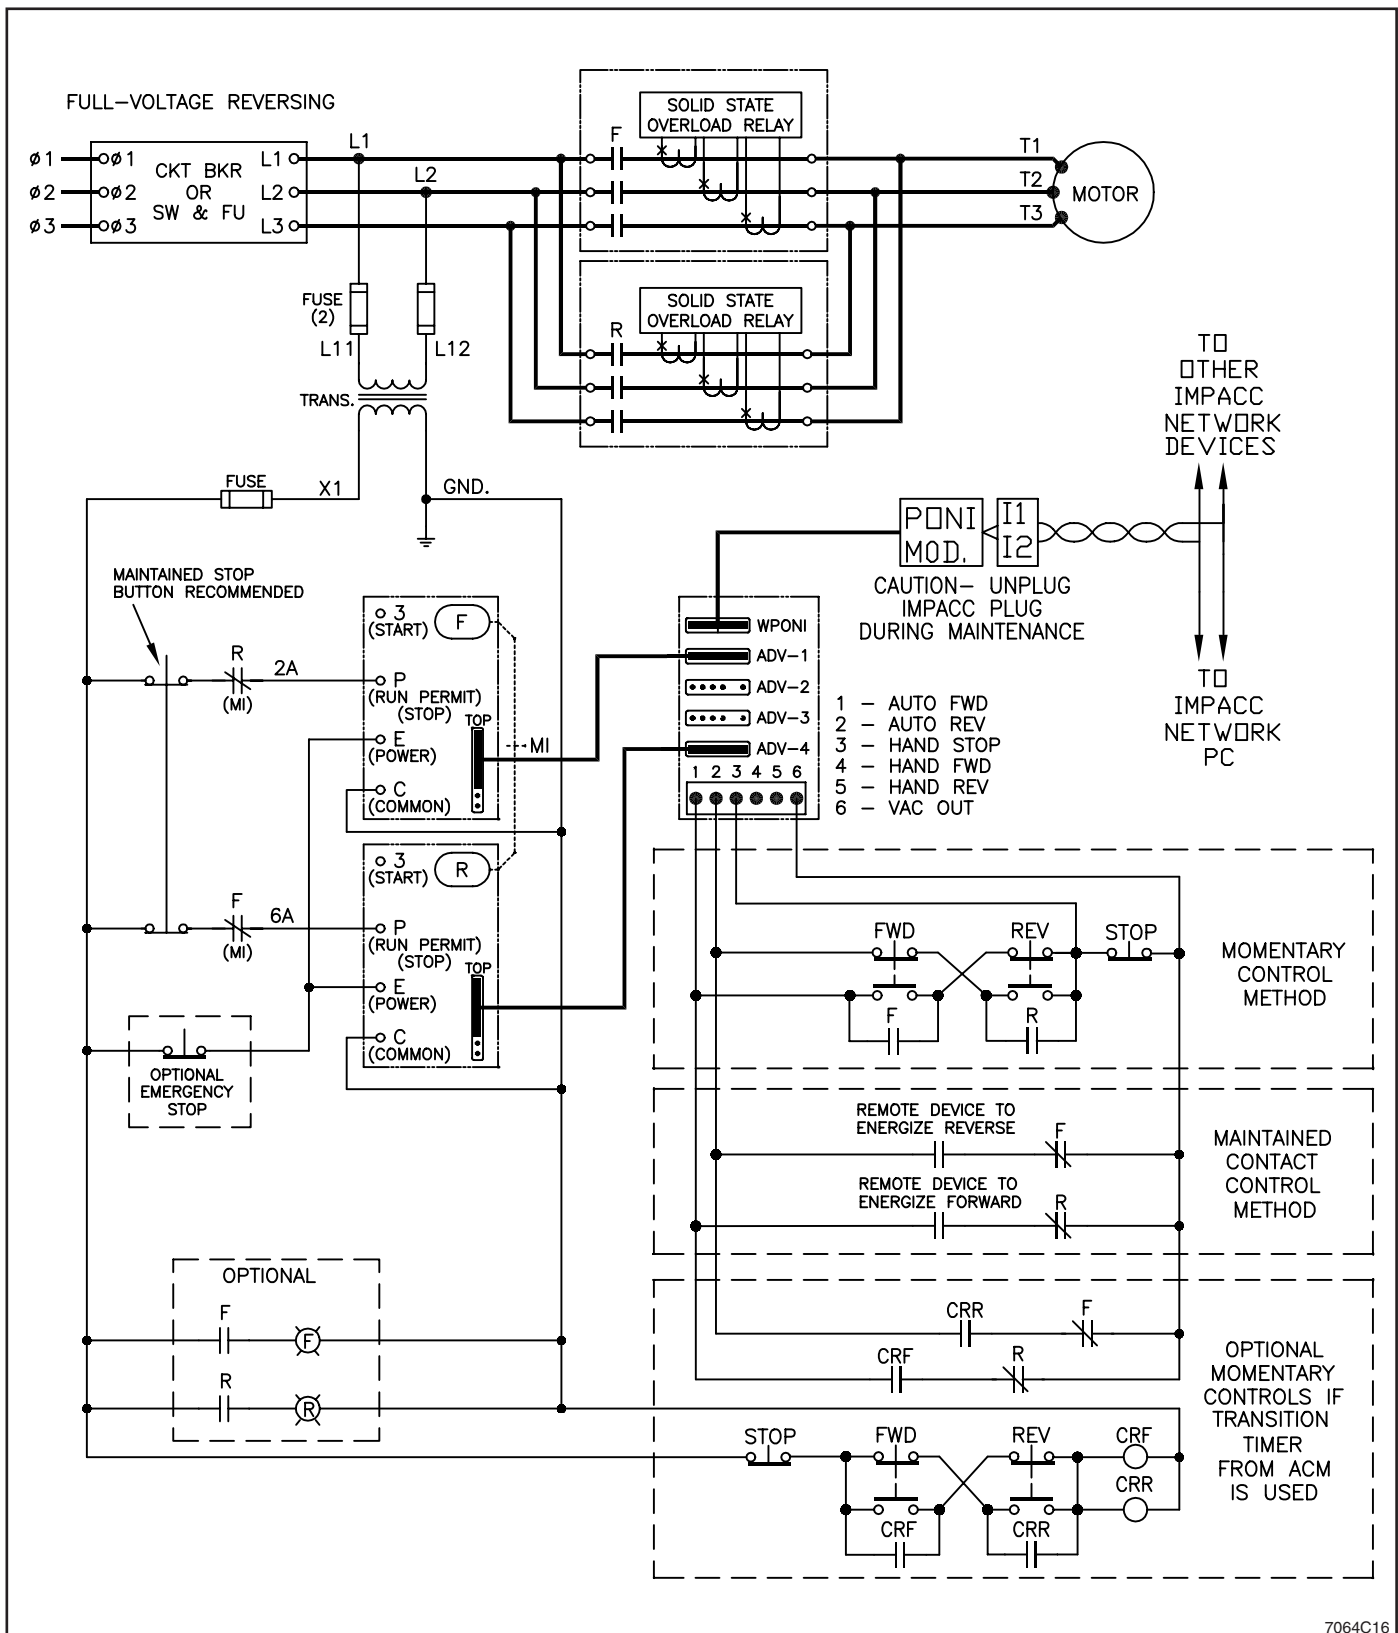 FULL-VOLTAGE REVERSING
ø1
ø1
ø2
ø2
ø3
ø3
CKT BKR
OR
SW & FU
L1
L2
L3
L1
L2
F
SOLID STATE
OVERLOAD RELAY
T1
T2
T3
MOTOR
R
SOLID STATE
OVERLOAD RELAY
FUSE
(2)
L11
L12
TRANS.
FUSE
X1
GND.
TO
OTHER
IMPACC
NETWORK
DEVICES
PONI
MOD.
I1
I2
CAUTION- UNPLUG
IMPACC PLUG
DURING MAINTENANCE
TO
IMPACC
NETWORK
PC
MAINTAINED STOP
BUTTON RECOMMENDED
R
(MI)
2A
3
(START)
F
P
(RUN PERMIT)
(STOP)
TOP
E
(POWER)
C
(COMMON)
MI
WPONI
ADV-1
ADV-2
ADV-3
ADV-4
1 2 3 4 5 6
1 - AUTO FWD
2 - AUTO REV
3 - HAND STOP
4 - HAND FWD
5 - HAND REV
6 - VAC OUT
F
(MI)
6A
3
(START)
R
P
(RUN PERMIT)
(STOP)
TOP
E
(POWER)
C
(COMMON)
OPTIONAL
EMERGENCY
STOP
FWD
REV
STOP
F
R
MOMENTARY
CONTROL
METHOD
REMOTE DEVICE TO
ENERGIZE REVERSE
F
REMOTE DEVICE TO
ENERGIZE FORWARD
R
MAINTAINED
CONTACT
CONTROL
METHOD
OPTIONAL
F
F
R
R
CRR
F
CRF
R
STOP
FWD
REV
CRF
CRR
CRF
CRR
OPTIONAL
MOMENTARY
CONTROLS IF
TRANSITION
TIMER
FROM ACM
IS USED
7064C16